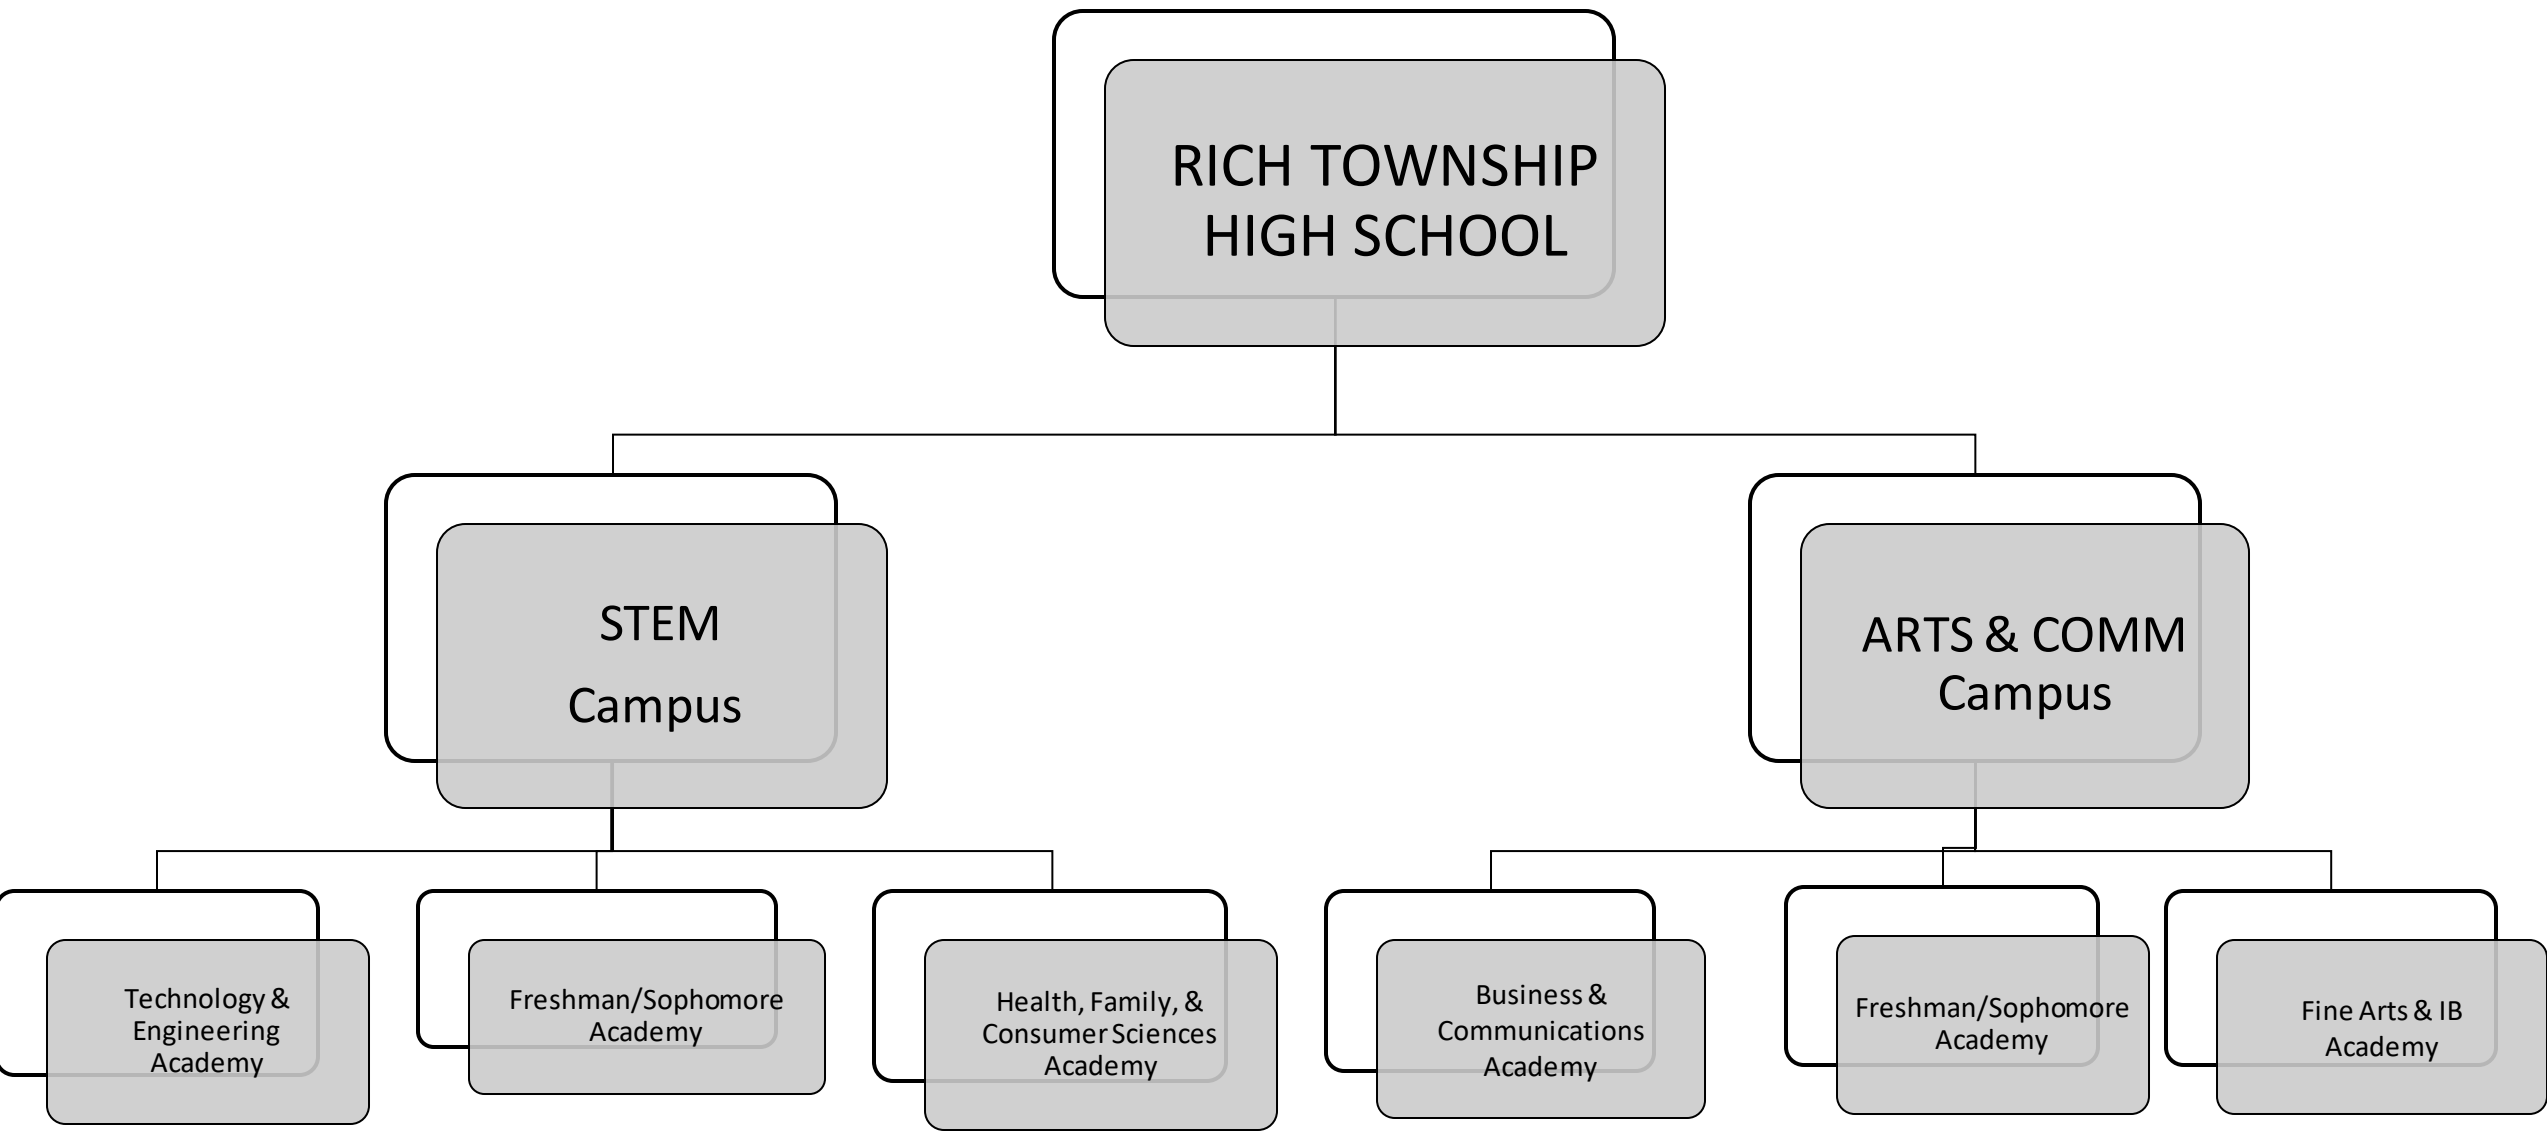 RICH TOWNSHIP
HIGH SCHOOL
STEM
Campus
ARTS & COMM
Campus
Technology &
Engineering
Academy
Freshman/Sophomore
Academy
Health, Family, &
Consumer Sciences
Academy
Business &
Communications
Academy
Freshman/Sophomore
Academy
Fine Arts & IB
Academy